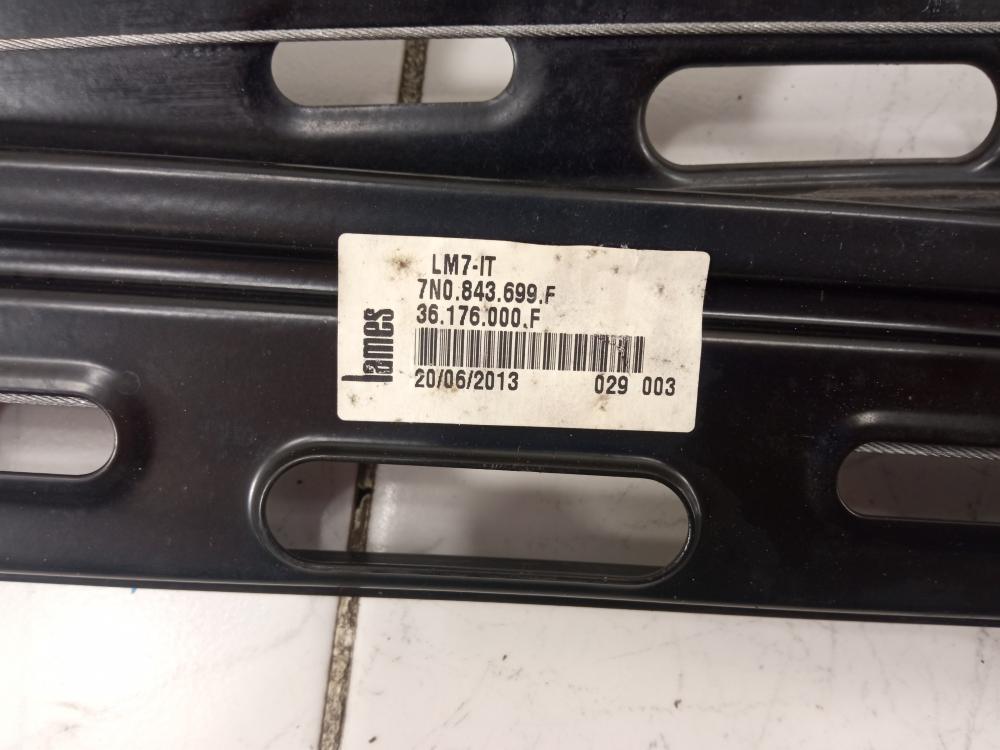 LM7-IT
7N0.843.699.F
36.176.000.F
lames
20/06/2013 029 003